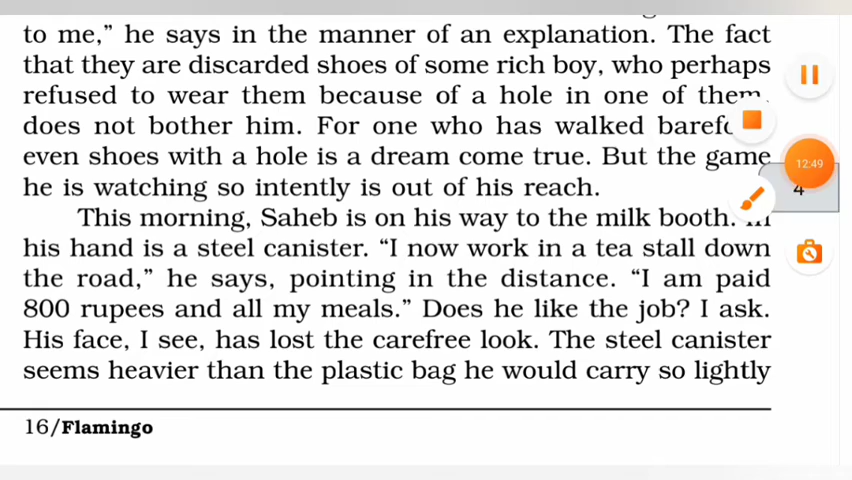 to me,” he says in the manner of an explanation. The fact
that they are discarded shoes of some rich boy, who perhaps
refused to wear them because of a hole in one of them,
does not bother him. For one who has walked
even shoes with a hole is a dream come true. But the game
he is watching so intently is out of his reach.
This morning, Saheb is on his way to the milk booth. In
his hand is a steel canister. “I now work in a tea stall down
the road,” he says, pointing in the distance. “I am paid
800 rupees and all my meals.” Does he like the job? I ask.
His face, I see, has lost the carefree look. The steel canister
seems heavier than the plastic bag he would carry so lightly
16/Flamingo
12:49
4